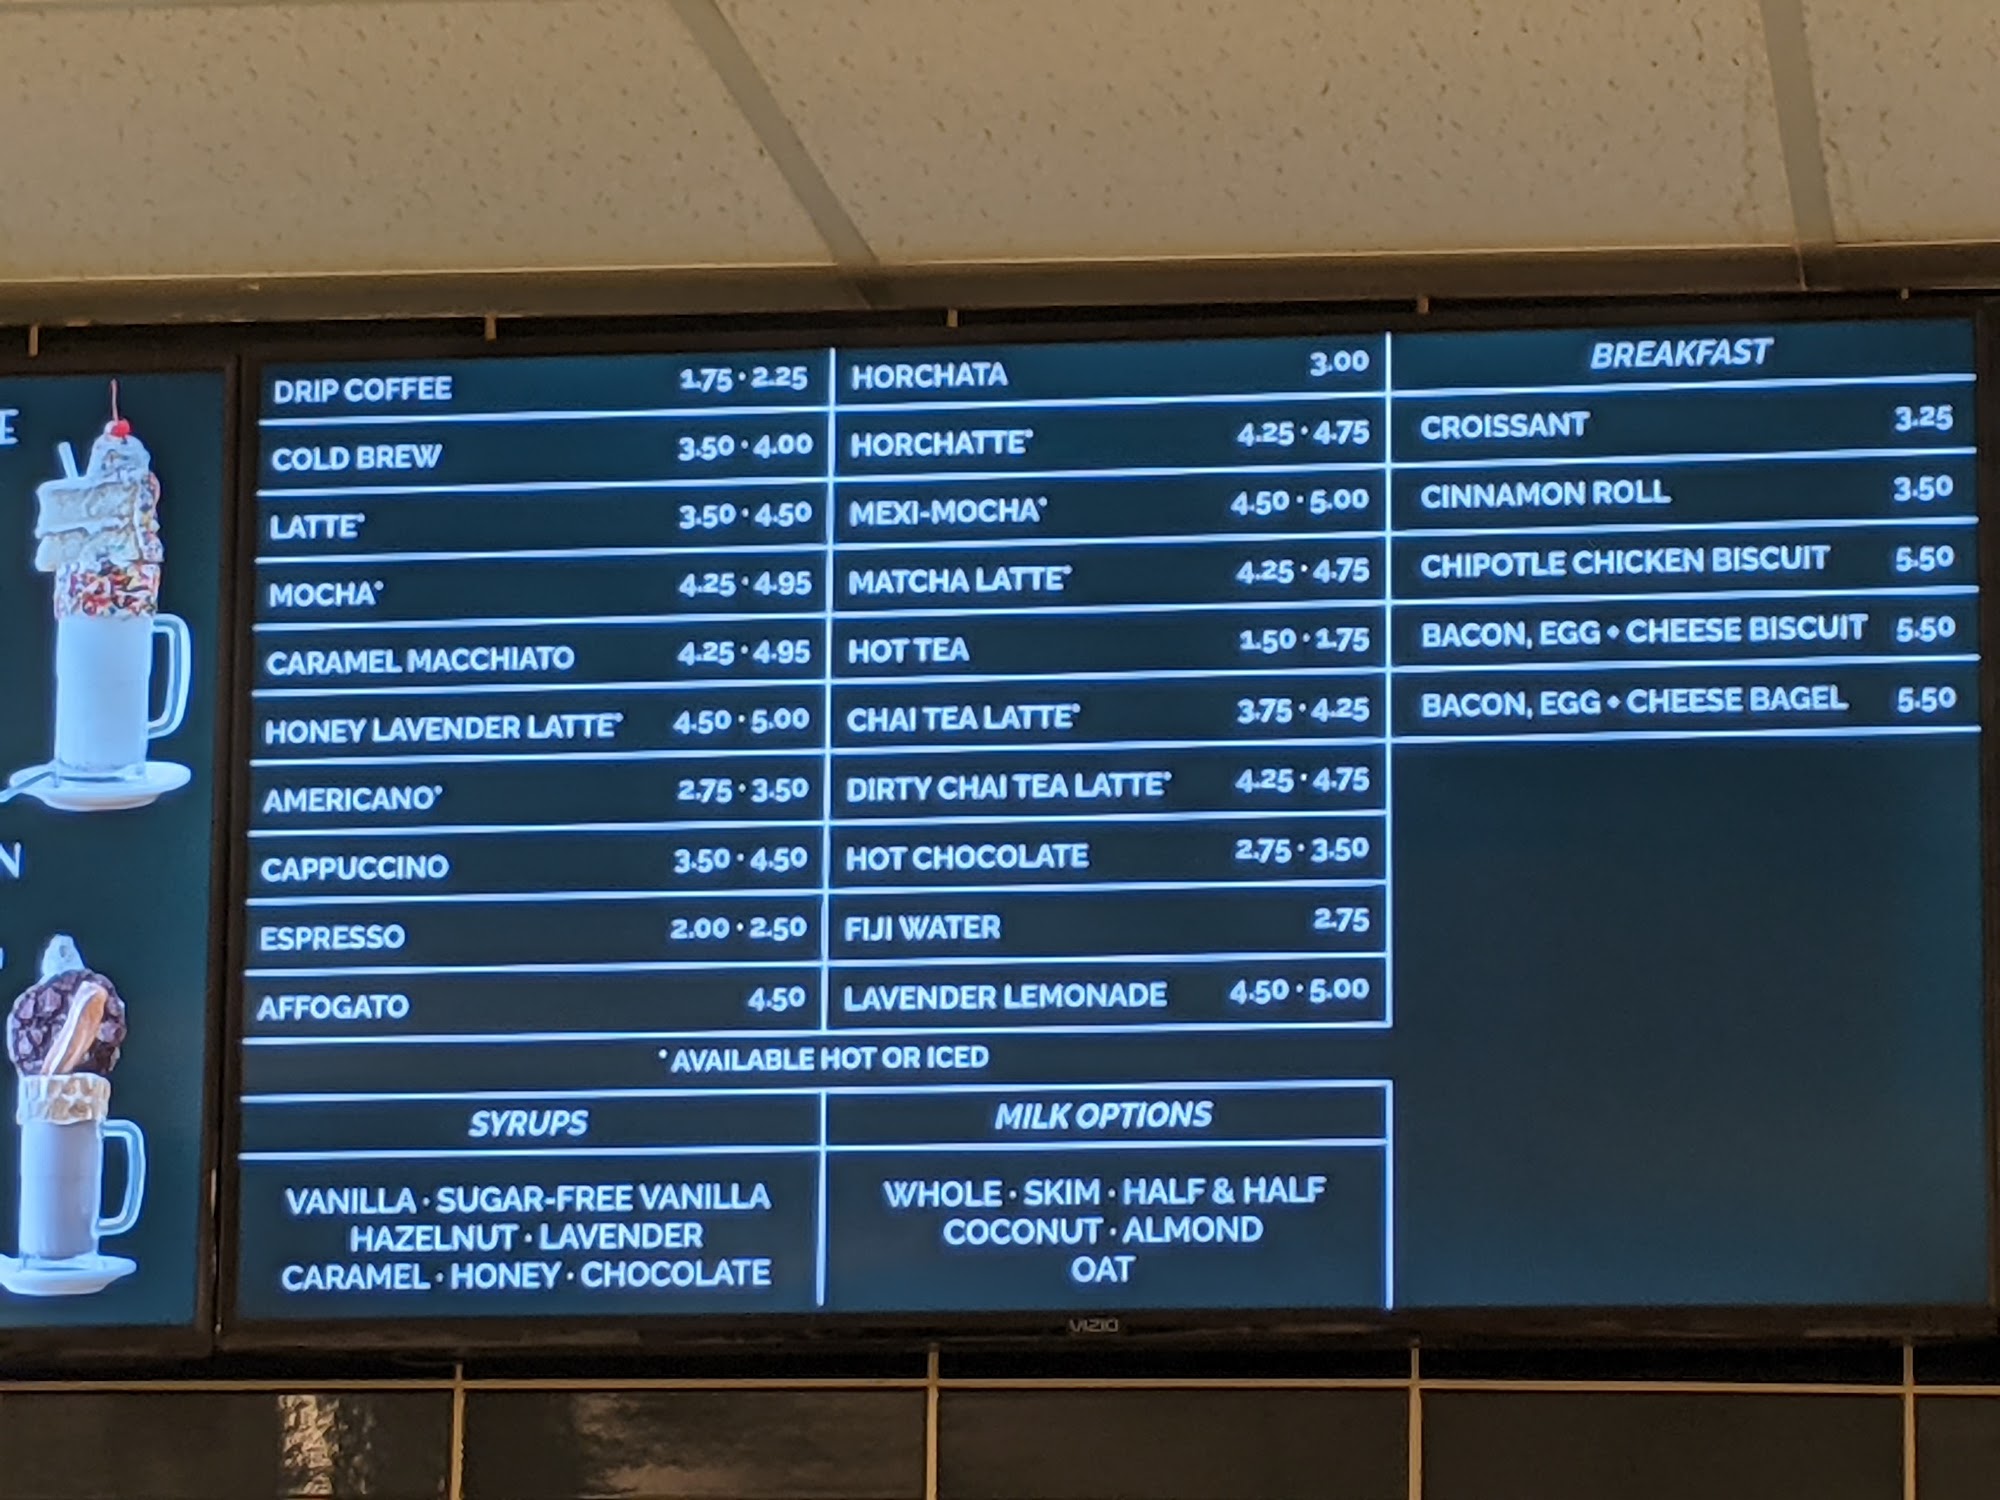 E
N
DRIP COFFEE 1.75 • 2.25
COLD BREW 3.50 • 4.00
LATTE* 3.50 • 4.50
MOCHA* 4.25 • 4.95
CARAMEL MACCHIATO 4.25 • 4.95
HONEY LAVENDER LATTE* 4.50 • 5.00
AMERICANO* 2.75 • 3.50
CAPPUCCINO 3.50 • 4.50
ESPRESSO 2.00 • 2.50
AFFOGATO 4.50
HORCHATA 3.00
HORCHATTE* 4.25 • 4.75
MEXI-MOCHA* 4.50 • 5.00
MATCHA LATTE* 4.25 • 4.75
HOT TEA 1.50 • 1.75
CHAI TEA LATTE* 3.75 • 4.25
DIRTY CHAI TEA LATTE* 4.25 • 4.75
HOT CHOCOLATE 2.75 • 3.50
FIJI WATER 2.75
LAVENDER LEMONADE 4.50 • 5.00
*AVAILABLE HOT OR ICED
SYRUPS
VANILLA • SUGAR-FREE VANILLA
HAZELNUT • LAVENDER
CARAMEL • HONEY • CHOCOLATE
MILK OPTIONS
WHOLE • SKIM • HALF & HALF
COCONUT • ALMOND
OAT
BREAKFAST
CROISSANT 3.25
CINNAMON ROLL 3.50
CHIPOTLE CHICKEN BISCUIT 5.50
BACON, EGG • CHEESE BISCUIT 5.50
BACON, EGG • CHEESE BAGEL 5.50
VIZIO